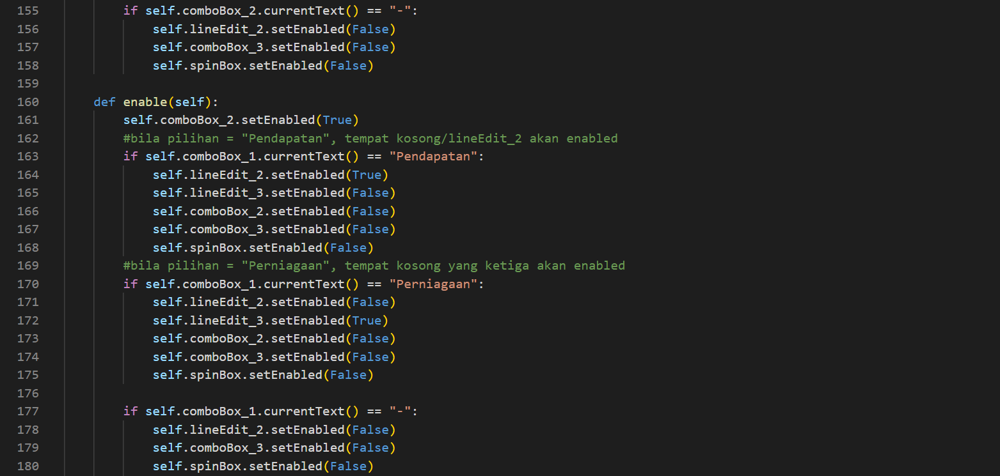 155 if self.comboBox_2.currentText() == "-":
156 self.lineEdit_2.setEnabled(False)
157 self.comboBox_3.setEnabled(False)
158 self.spinBox.setEnabled(False)
159
160 def enable(self):
161 self.comboBox_2.setEnabled(True)
162 #bila pilihan = "Pendapatan", tempat kosong/lineEdit_2 akan enabled
163 if self.comboBox_1.currentText() == "Pendapatan":
164 self.lineEdit_2.setEnabled(True)
165 self.lineEdit_3.setEnabled(False)
166 self.comboBox_2.setEnabled(False)
167 self.comboBox_3.setEnabled(False)
168 self.spinBox.setEnabled(False)
169 #bila pilihan = "Perniagaan", tempat kosong yang ketiga akan enabled
170 if self.comboBox_1.currentText() == "Perniagaan":
171 self.lineEdit_2.setEnabled(False)
172 self.lineEdit_3.setEnabled(True)
173 self.comboBox_2.setEnabled(False)
174 self.comboBox_3.setEnabled(False)
175 self.spinBox.setEnabled(False)
176
177 if self.comboBox_1.currentText() == "-":
178 self.lineEdit_2.setEnabled(False)
179 self.comboBox_3.setEnabled(False)
180 self.spinBox.setEnabled(False)